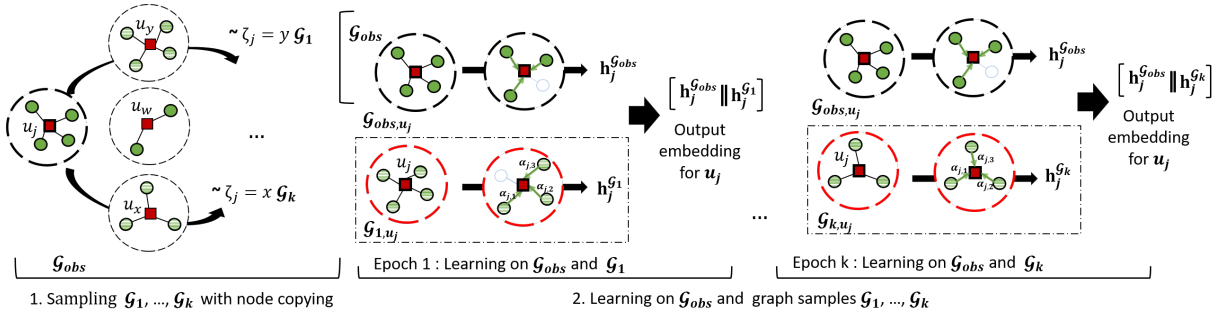 u_y
~ ζ_j = y 𝓖_1
u_j
u_w
...
u_x
~ ζ_j = x 𝓖_k
𝓖_obs
1. Sampling 𝓖_1, ..., 𝓖_k with node copying
𝓖_obs
𝓖_obs,u_j
h_j^𝓖_obs
u_j
𝓖_1,u_j
α_j,3
α_j,2
α_j,1
h_j^𝓖_1
[h_j^𝓖_obs ‖ h_j^𝓖_1]
Output
embedding
for u_j
Epoch 1 : Learning on 𝓖_obs and 𝓖_1
...
𝓖_obs,u_j
h_j^𝓖_obs
u_j
𝓖_k,u_j
α_j,3
α_j,1
α_j,2
h_j^𝓖_k
[h_j^𝓖_obs ‖ h_j^𝓖_k]
Output
embedding
for u_j
Epoch k : Learning on 𝓖_obs and 𝓖_k
2. Learning on 𝓖_obs and graph samples 𝓖_1, ..., 𝓖_k